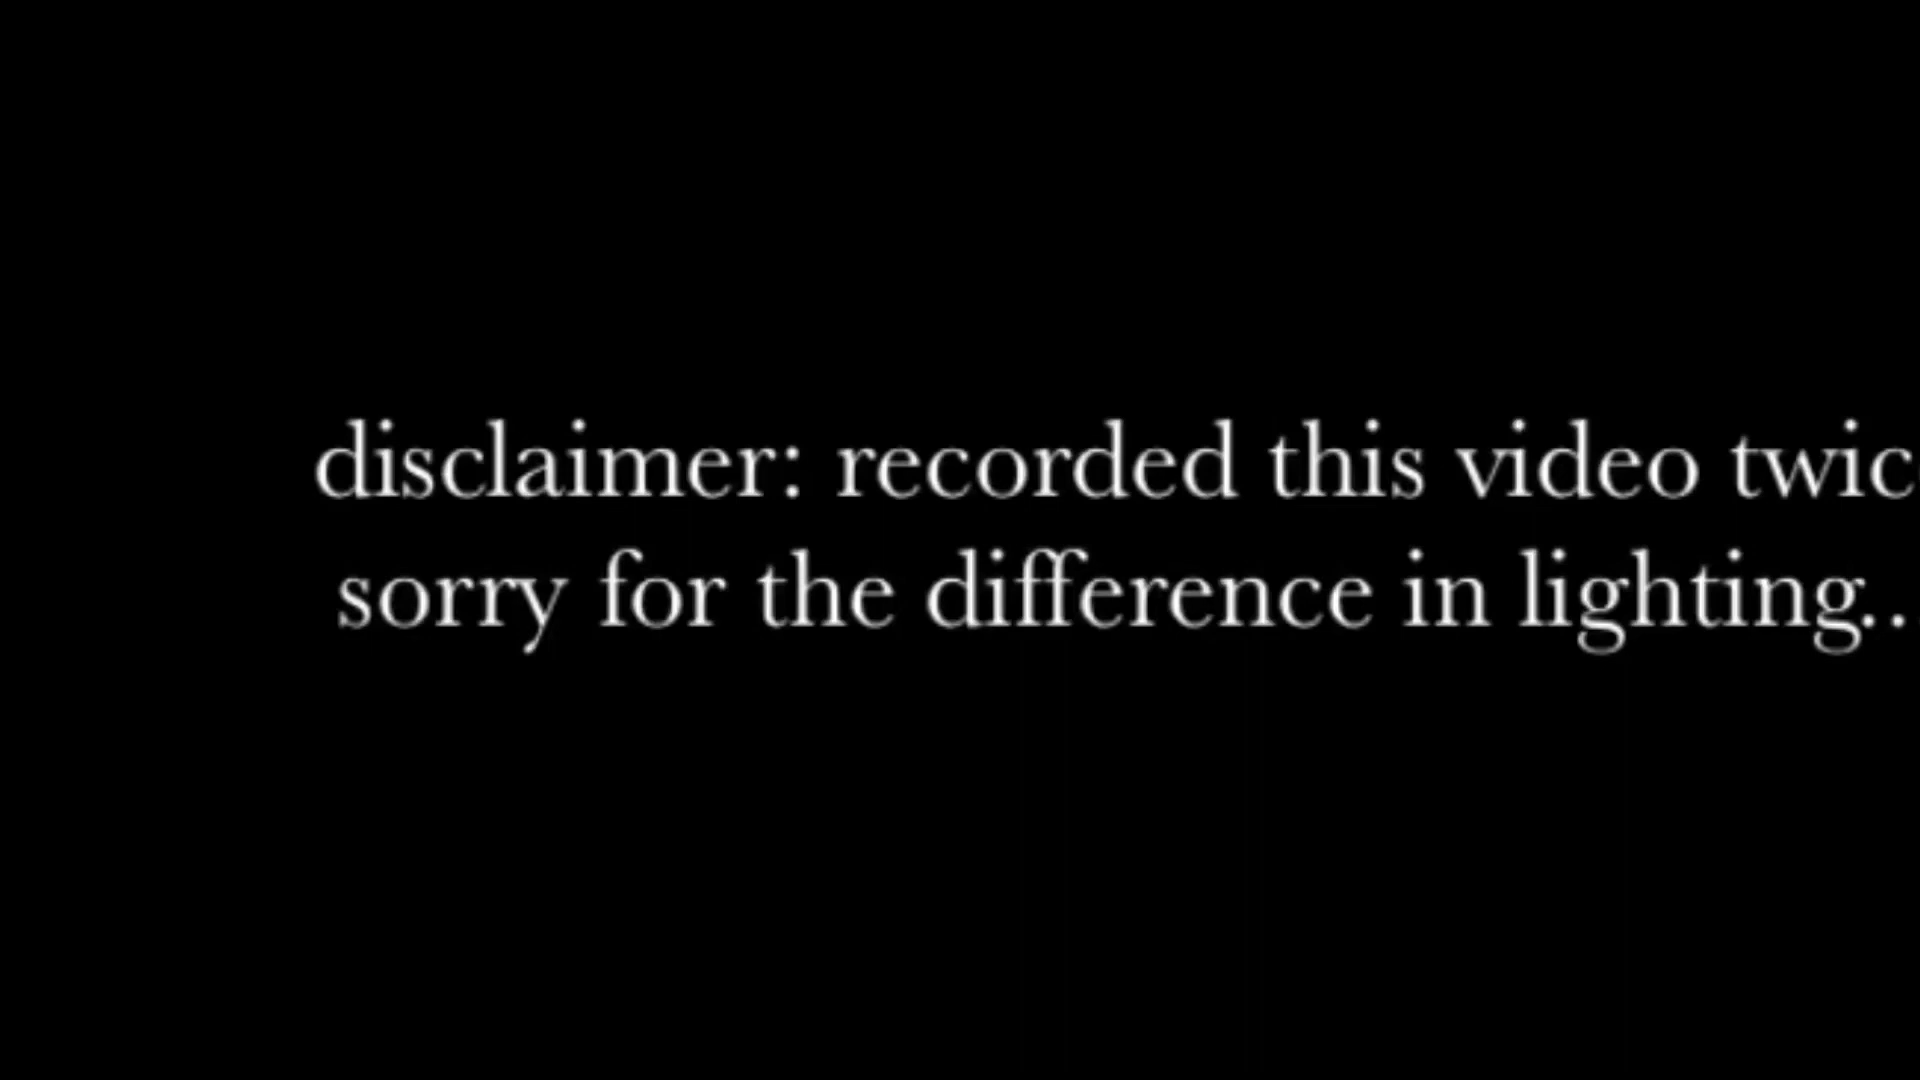 disclaimer: recorded this video twic
sorry for the difference in lighting..